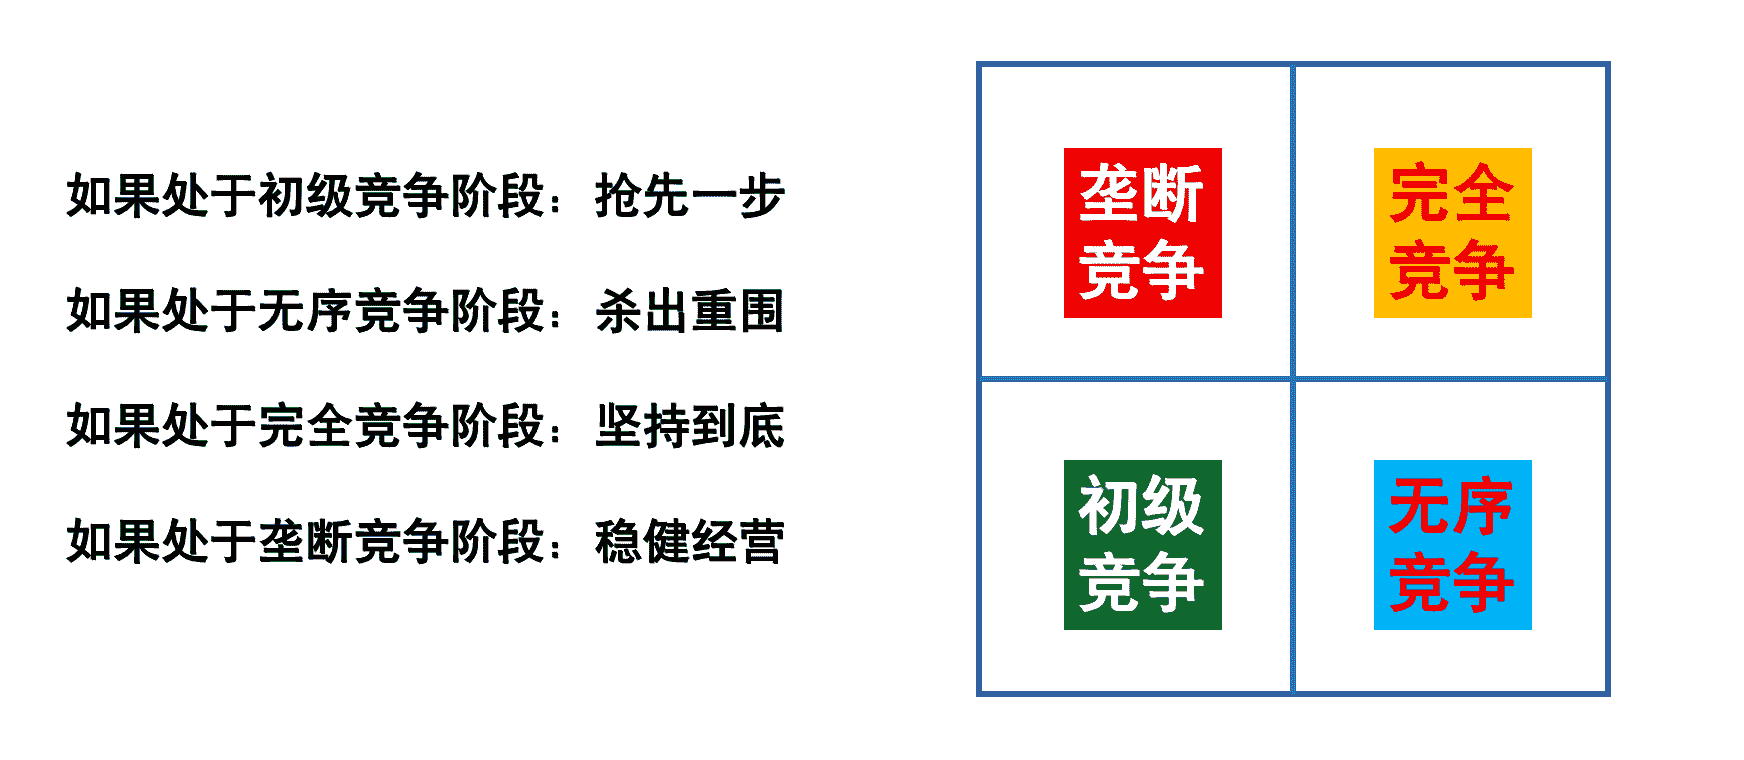 如果处于初级竞争阶段：抢先一步
如果处于无序竞争阶段：杀出重围
如果处于完全竞争阶段：坚持到底
如果处于垄断竞争阶段：稳健经营
垄断
竞争
完全
竞争
初级
竞争
无序
竞争